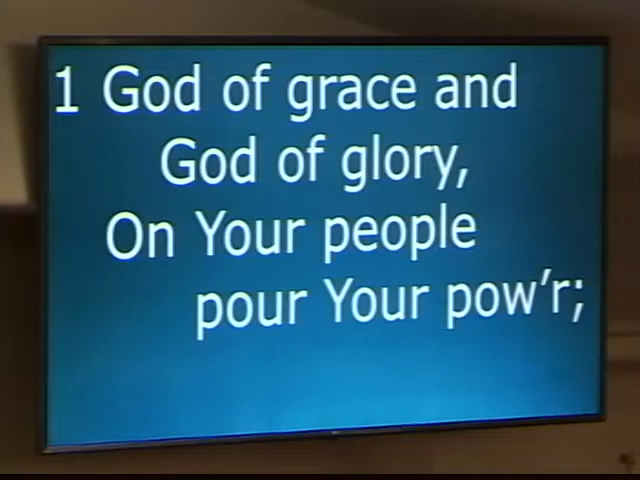 1 God of grace and
God of glory,
On Your people
pour Your pow'r;